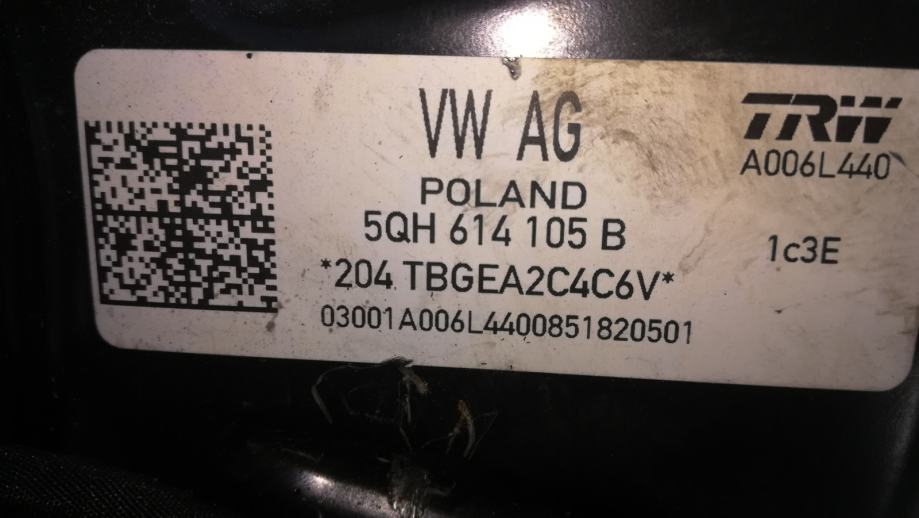 VW AG
TRW
A006L440
POLAND
5QH 614 105 B
1c3E
*204 TBGEA2C4C6V*
03001A006L4400851820501